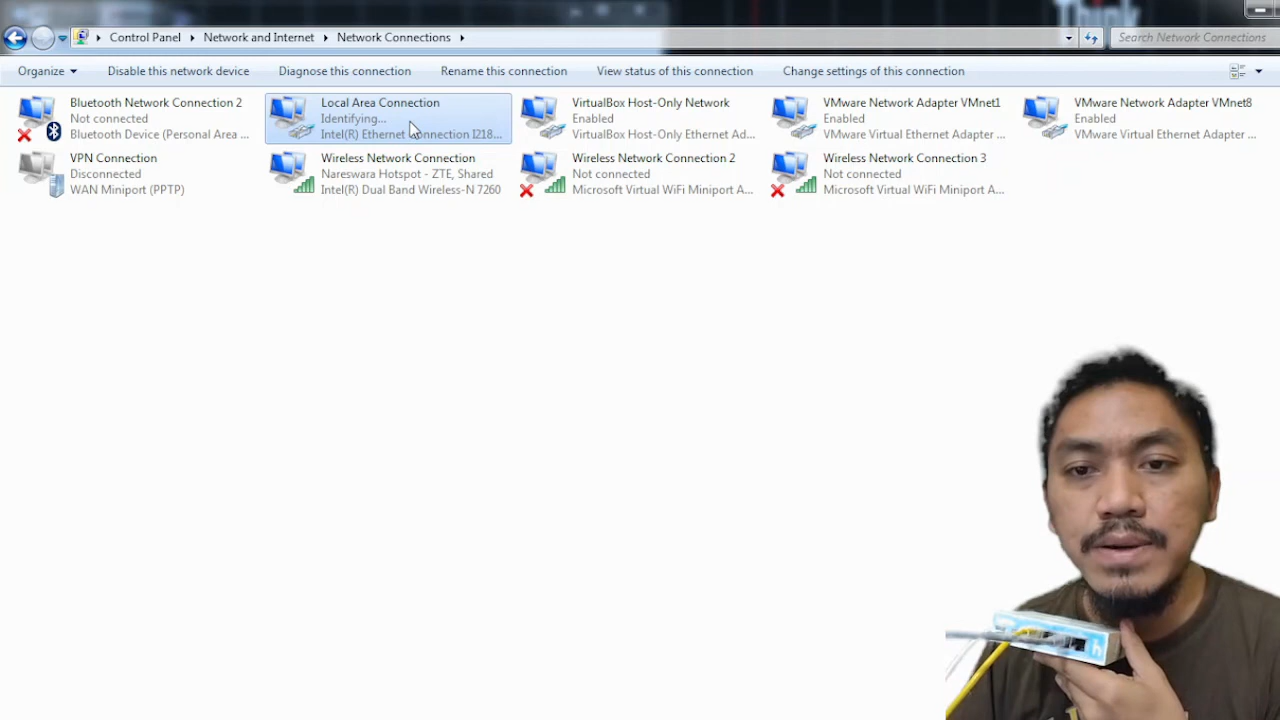 Think
Control Panel Network and Internet Network Connections
Search Network Connections
Organize Disable this network device Diagnose this connection Rename this connection View status of this connection Change settings of this connection
Bluetooth Network Connection 2
Not connected
Bluetooth Device (Personal Area ...
Local Area Connection
Identifying...
Intel(R) Ethernet Connection I218...
VirtualBox Host-Only Network
Enabled
VirtualBox Host-Only Ethernet Ad...
VMware Network Adapter VMnet1
Enabled
VMware Virtual Ethernet Adapter ...
VMware Network Adapter VMnet8
Enabled
VMware Virtual Ethernet Adapter ...
VPN Connection
Disconnected
WAN Miniport (PPTP)
Wireless Network Connection
Nareswara Hotspot - ZTE, Shared
Intel(R) Dual Band Wireless-N 7260
Wireless Network Connection 2
Not connected
Microsoft Virtual WiFi Miniport A...
Wireless Network Connection 3
Not connected
Microsoft Virtual WiFi Miniport A...